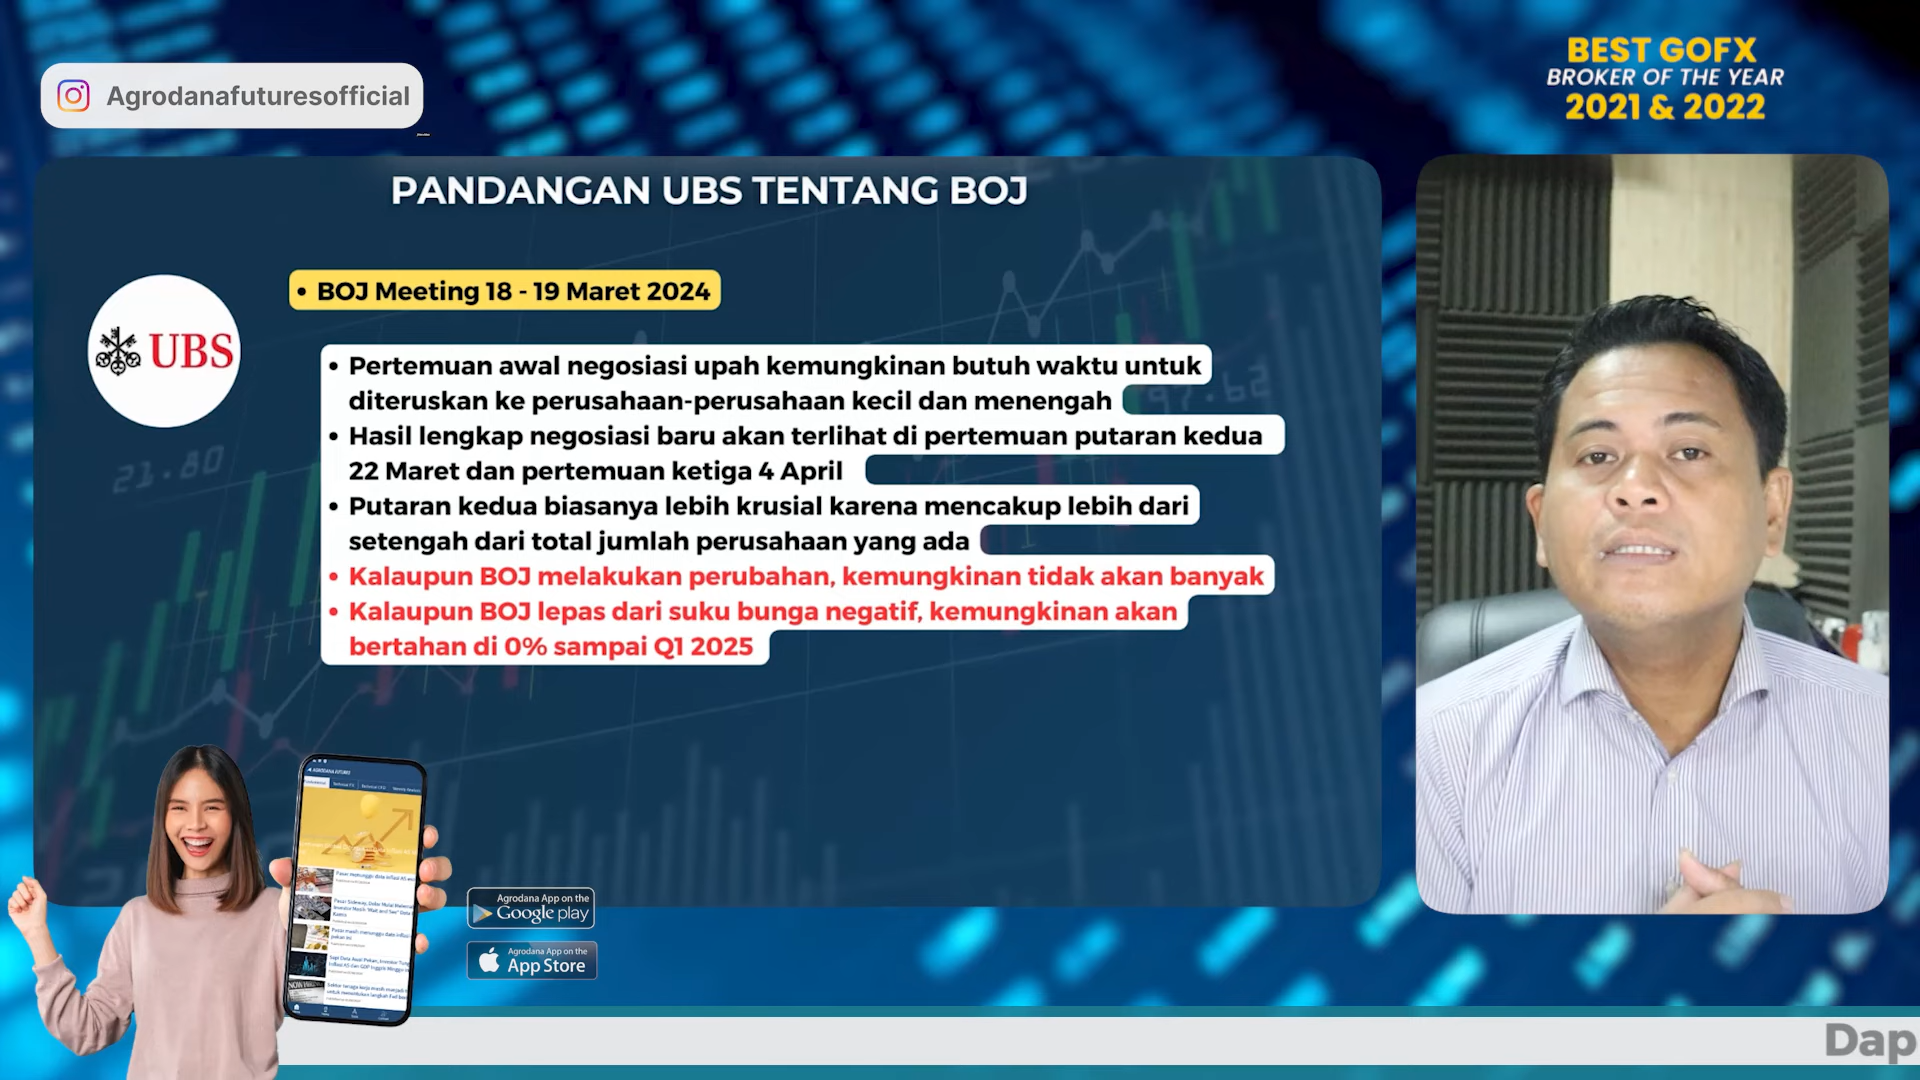 Agrodanafuturesofficial
BEST GOFX
BROKER OF THE YEAR
2021 & 2022
PANDANGAN UBS TENTANG BOJ
UBS
• BOJ Meeting 18 - 19 Maret 2024
• Pertemuan awal negosiasi upah kemungkinan butuh waktu untuk
diteruskan ke perusahaan-perusahaan kecil dan menengah
• Hasil lengkap negosiasi baru akan terlihat di pertemuan putaran kedua
22 Maret dan pertemuan ketiga 4 April
• Putaran kedua biasanya lebih krusial karena mencakup lebih dari
setengah dari total jumlah perusahaan yang ada
• Kalaupun BOJ melakukan perubahan, kemungkinan tidak akan banyak
• Kalaupun BOJ lepas dari suku bunga negatif, kemungkinan akan
bertahan di 0% sampai Q1 2025
21.80
97.62
Agrodana App on the
Google play
Agrodana App on the
App Store
Dap